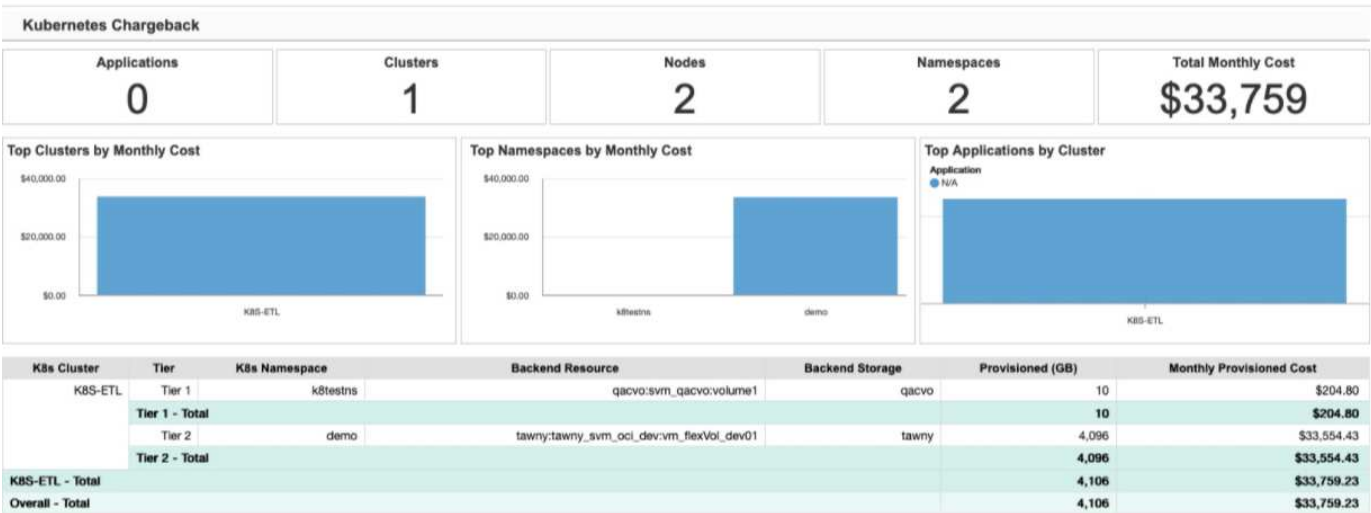 Kubernetes Chargeback
Applications Clusters Nodes Namespaces Total Monthly Cost
0 1 2 2 $33,759
Top Clusters by Monthly Cost
$40,000.00
$20,000.00
$0.00
K8S-ETL
Top Namespaces by Monthly Cost
$40,000.00
$20,000.00
$0.00
k8testns demo
Top Applications by Cluster
Application
N/A
K8S-ETL
K8s Cluster Tier K8s Namespace Backend Resource Backend Storage Provisioned (GB) Monthly Provisioned Cost
K8S-ETL Tier 1 k8testns qacvo:svm_qacvo:volume1 qacvo 10 $204.80
Tier 1 - Total 10 $204.80
Tier 2 demo tawny:tawny_svm_oci_dev:vm_flexVol_dev01 tawny 4,096 $33,554.43
Tier 2 - Total 4,096 $33,554.43
K8S-ETL - Total 4,106 $33,759.23
Overall - Total 4,106 $33,759.23